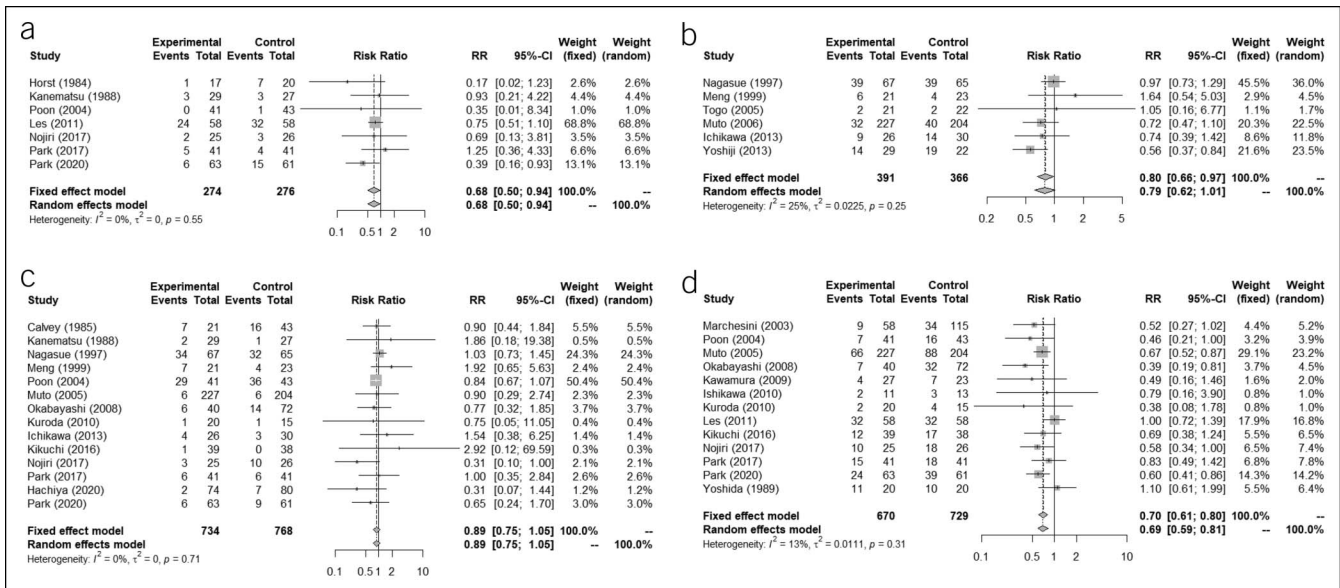 a
Experimental Control Weight Weight
Study Events Total Events Total Risk Ratio RR 95%-CI (fixed) (random)
Horst (1984) 1 17 7 20 0.17 [0.02; 1.23] 2.6% 2.6%
Kanematsu (1988) 3 29 3 27 0.93 [0.21; 4.22] 4.4% 4.4%
Poon (2004) 0 41 1 43 0.35 [0.01; 8.34] 1.0% 1.0%
Les (2011) 24 58 32 58 0.75 [0.51; 1.10] 68.8% 68.8%
Nojiri (2017) 2 25 3 26 0.69 [0.13; 3.81] 3.5% 3.5%
Park (2017) 5 41 4 41 1.25 [0.36; 4.33] 6.6% 6.6%
Park (2020) 6 63 15 61 0.39 [0.16; 0.93] 13.1% 13.1%
Fixed effect model 274 276 0.68 [0.50; 0.94] 100.0% --
Random effects model 0.68 [0.50; 0.94] -- 100.0%
Heterogeneity: I² = 0%, τ² = 0, p = 0.55
0.1 0.5 1 2 10
b
Experimental Control Weight Weight
Study Events Total Events Total Risk Ratio RR 95%-CI (fixed) (random)
Nagasue (1997) 39 67 39 65 0.97 [0.73; 1.29] 45.5% 36.0%
Meng (1999) 6 21 4 23 1.64 [0.54; 5.03] 2.9% 4.5%
Togo (2005) 2 21 2 22 1.05 [0.16; 6.77] 1.1% 1.7%
Muto (2006) 32 227 40 204 0.72 [0.47; 1.10] 20.3% 22.5%
Ichikawa (2013) 9 26 14 30 0.74 [0.39; 1.42] 8.6% 11.8%
Yoshiji (2013) 14 29 19 22 0.56 [0.37; 0.84] 21.6% 23.5%
Fixed effect model 391 366 0.80 [0.66; 0.97] 100.0% --
Random effects model 0.79 [0.62; 1.01] -- 100.0%
Heterogeneity: I² = 25%, τ² = 0.0225, p = 0.25
0.2 0.5 1 2 5
c
Experimental Control Weight Weight
Study Events Total Events Total Risk Ratio RR 95%-CI (fixed) (random)
Calvey (1985) 7 21 16 43 0.90 [0.44; 1.84] 5.5% 5.5%
Kanematsu (1988) 2 29 1 27 1.86 [0.18; 19.38] 0.5% 0.5%
Nagasue (1997) 34 67 32 65 1.03 [0.73; 1.45] 24.3% 24.3%
Meng (1999) 7 21 4 23 1.92 [0.65; 5.63] 2.4% 2.4%
Poon (2004) 29 41 36 43 0.84 [0.67; 1.07] 50.4% 50.4%
Muto (2005) 6 227 6 204 0.90 [0.29; 2.74] 2.3% 2.3%
Okabayashi (2008) 6 40 14 72 0.77 [0.32; 1.85] 3.7% 3.7%
Kuroda (2010) 1 20 1 15 0.75 [0.05; 11.05] 0.4% 0.4%
Ichikawa (2013) 4 26 3 30 1.54 [0.38; 6.25] 1.4% 1.4%
Kikuchi (2016) 1 39 0 38 2.92 [0.12; 69.59] 0.3% 0.3%
Nojiri (2017) 3 25 10 26 0.31 [0.10; 1.00] 2.1% 2.1%
Park (2017) 6 41 6 41 1.00 [0.35; 2.84] 2.6% 2.6%
Hachiya (2020) 2 74 7 80 0.31 [0.07; 1.44] 1.2% 1.2%
Park (2020) 6 63 9 61 0.65 [0.24; 1.70] 3.0% 3.0%
Fixed effect model 734 768 0.89 [0.75; 1.05] 100.0% --
Random effects model 0.89 [0.75; 1.05] -- 100.0%
Heterogeneity: I² = 0%, τ² = 0, p = 0.71
0.1 0.5 1 2 10
d
Experimental Control Weight Weight
Study Events Total Events Total Risk Ratio RR 95%-CI (fixed) (random)
Marchesini (2003) 9 58 34 115 0.52 [0.27; 1.02] 4.4% 5.2%
Poon (2004) 7 41 16 43 0.46 [0.21; 1.00] 3.2% 3.9%
Muto (2005) 66 227 88 204 0.67 [0.52; 0.87] 29.1% 23.2%
Okabayashi (2008) 7 40 32 72 0.39 [0.19; 0.81] 3.7% 4.5%
Kawamura (2009) 4 27 7 23 0.49 [0.16; 1.46] 1.6% 2.0%
Ishikawa (2010) 2 11 3 13 0.79 [0.16; 3.90] 0.8% 1.0%
Kuroda (2010) 2 20 4 15 0.38 [0.08; 1.78] 0.8% 1.0%
Les (2011) 32 58 32 58 1.00 [0.72; 1.39] 17.9% 16.8%
Kikuchi (2016) 12 39 17 38 0.69 [0.38; 1.24] 5.5% 6.5%
Nojiri (2017) 10 25 18 26 0.58 [0.34; 1.00] 6.5% 7.4%
Park (2017) 15 41 18 41 0.83 [0.49; 1.42] 6.8% 7.8%
Park (2020) 24 63 39 61 0.60 [0.41; 0.86] 14.3% 14.2%
Yoshida (1989) 11 20 10 20 1.10 [0.61; 1.99] 5.5% 6.4%
Fixed effect model 670 729 0.70 [0.61; 0.80] 100.0% --
Random effects model 0.69 [0.59; 0.81] -- 100.0%
Heterogeneity: I² = 13%, τ² = 0.0111, p = 0.31
0.1 0.5 1 2 10